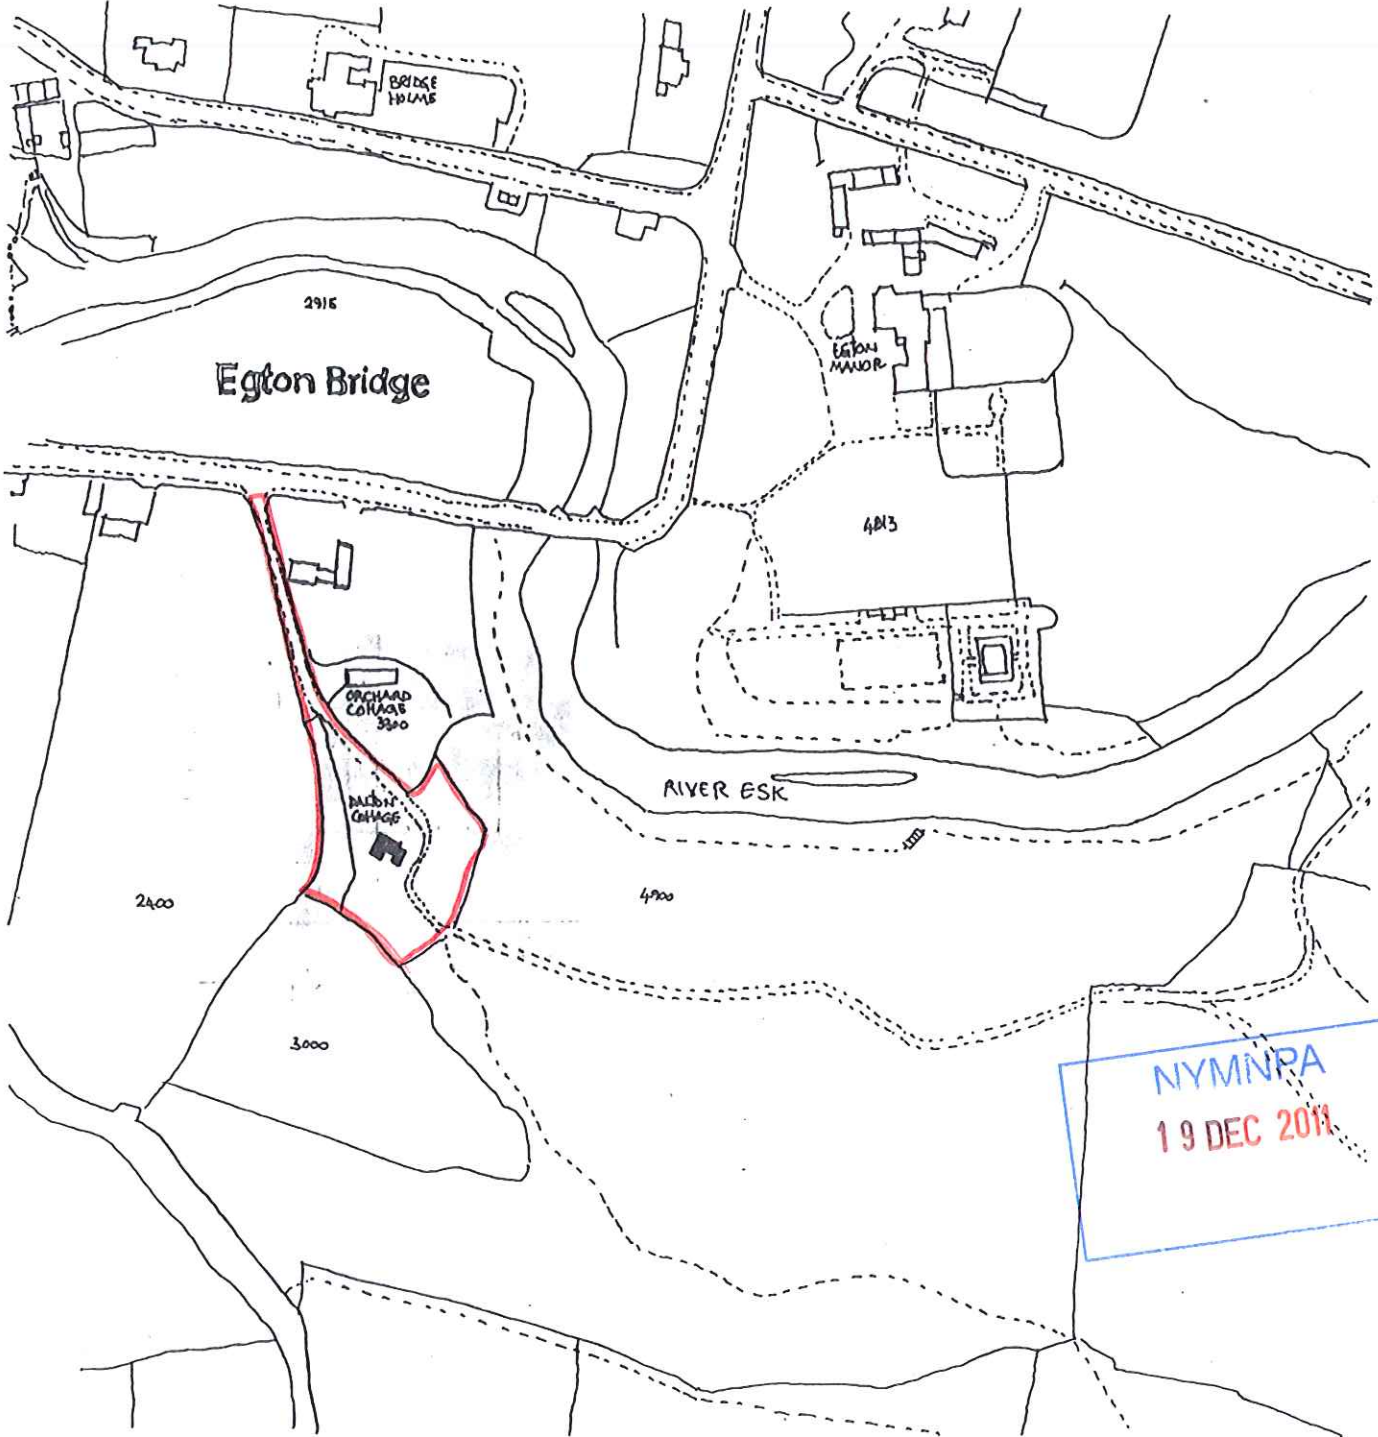 BRIDGE
HOLME
2915
Egton Bridge
EGTON
MANOR
4813
ORCHARD
COTTAGE
3300
RIVER ESK
COTTAGE
2400
4900
3000
NYMNPA
19 DEC 2011